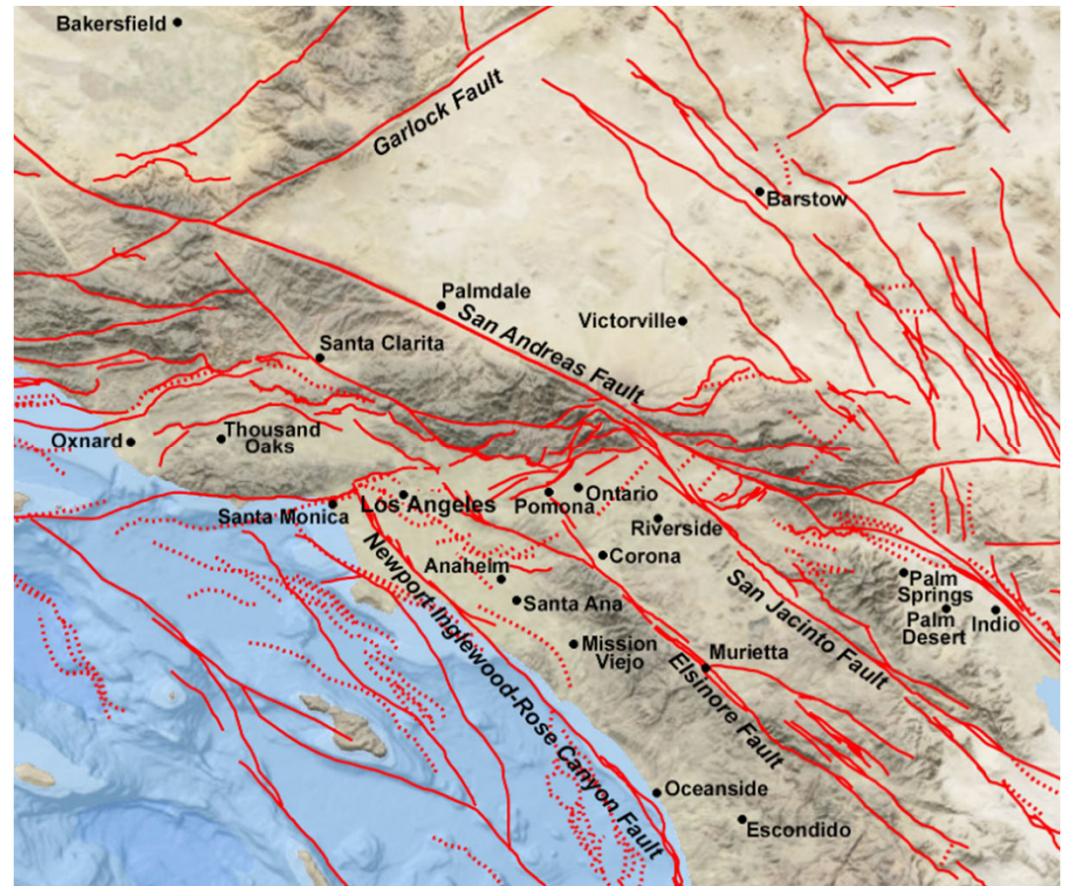 Bakersfield
Garlock Fault
Barstow
Palmdale
San Andreas Fault
Victorville
Santa Clarita
Oxnard
Thousand
Oaks
Santa Monica
Los Angeles
Pomona
Ontario
Riverside
Newport-Inglewood-Rose Canyon Fault
Anaheim
Corona
Santa Ana
San Jacinto Fault
Palm
Springs
Palm
Desert
Indio
Mission
Viejo
Murietta
Elsinore Fault
Oceanside
Escondido